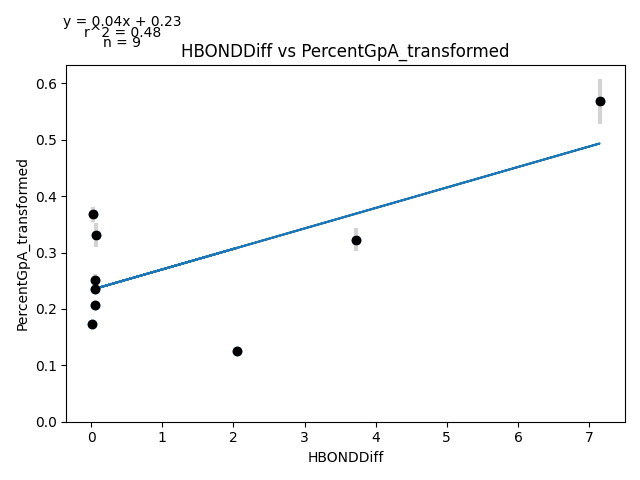 y = 0.04x + 0.23
r^2 = 0.48
n = 9
HBONDDiff vs PercentGpA_transformed
PercentGpA_transformed
0.6
0.5
0.4
0.3
0.2
0.1
0.0
0 1 2 3 4 5 6 7
HBONDDiff